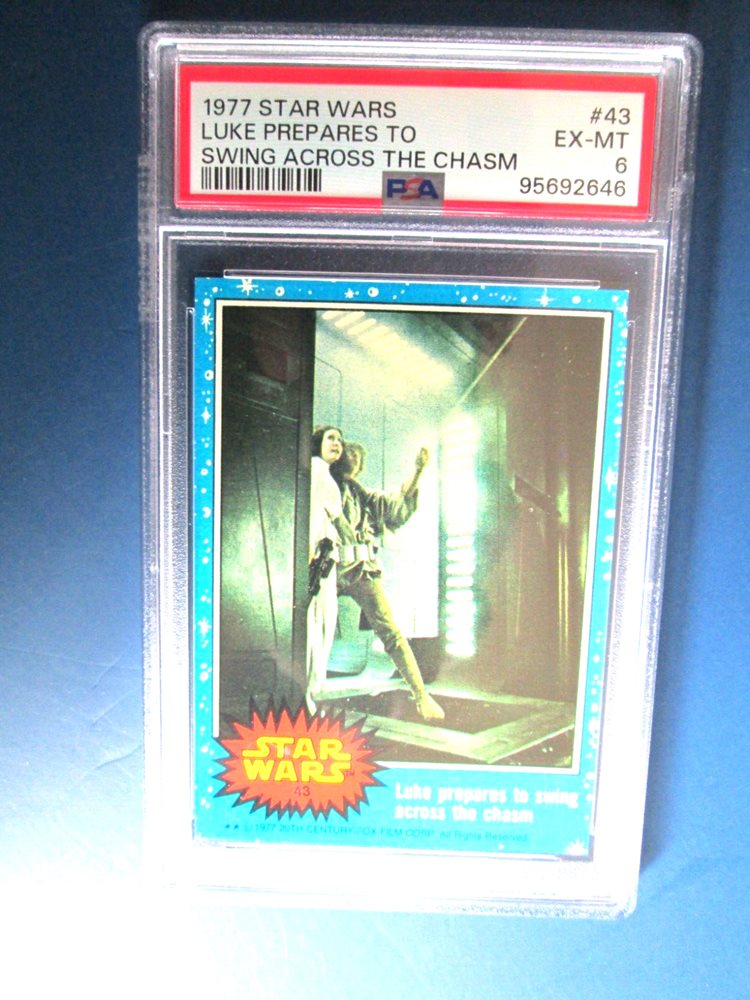 1977 STAR WARS #43
LUKE PREPARES TO EX-MT
SWING ACROSS THE CHASM 6
PSA 95692646
STAR
WARS™
43
Luke prepares to swing
across the chasm
★★ © 1977 20TH CENTURY-FOX FILM CORP. All Rights Reserved